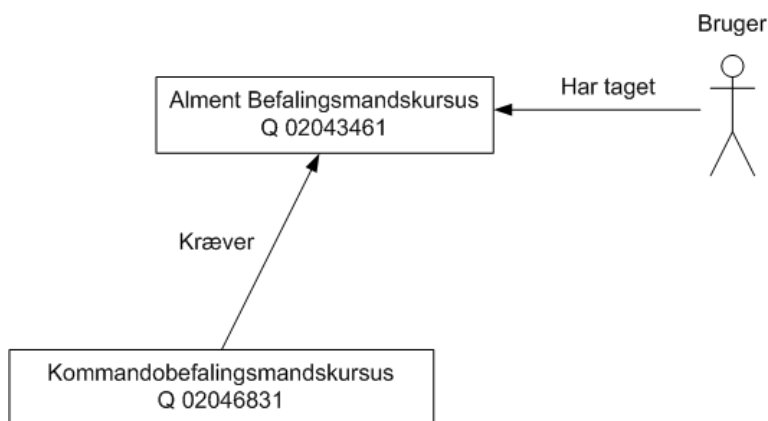 Bruger
Alment Befalingsmandskursus
Q 02043461
Har taget
Kræver
Kommandobefalingsmandskursus
Q 02046831